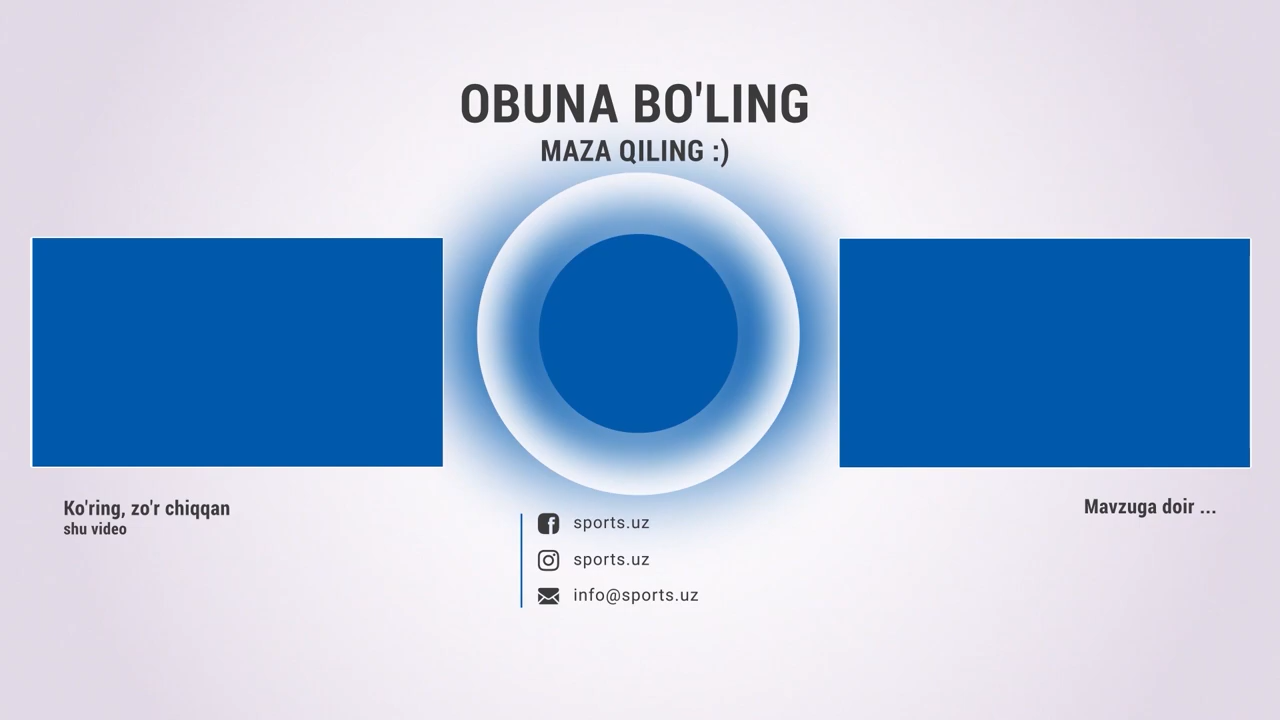 OBUNA BO'LING
MAZA QILING :)
Ko'ring, zo'r chiqqan
shu video
Mavzuga doir ...
sports.uz
sports.uz
info@sports.uz